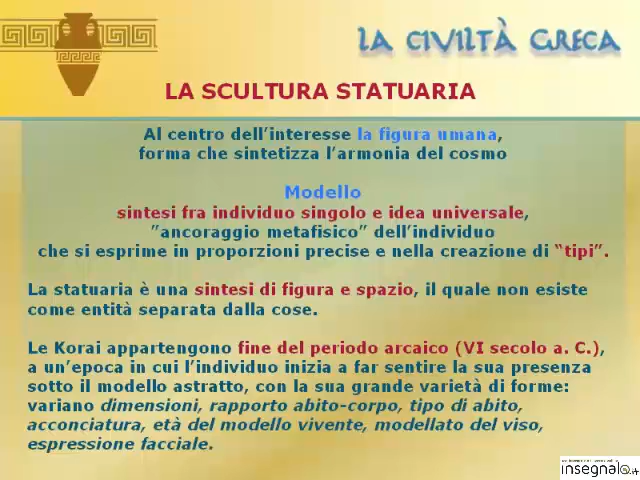 LA CIVILTÀ GRECA
LA SCULTURA STATUARIA
Al centro dell'interesse la figura umana,
forma che sintetizza l'armonia del cosmo
Modello
sintesi fra individuo singolo e idea universale,
"ancoraggio metafisico" dell'individuo
che si esprime in proporzioni precise e nella creazione di "tipi".
La statuaria è una sintesi di figura e spazio, il quale non esiste
come entità separata dalla cose.
Le Korai appartengono fine del periodo arcaico (VI secolo a. C.),
a un'epoca in cui l'individuo inizia a far sentire la sua presenza
sotto il modello astratto, con la sua grande varietà di forme:
variano dimensioni, rapporto abito-corpo, tipo di abito,
acconciatura, età del modello vivente, modellato del viso,
espressione facciale.
insegnalo.it